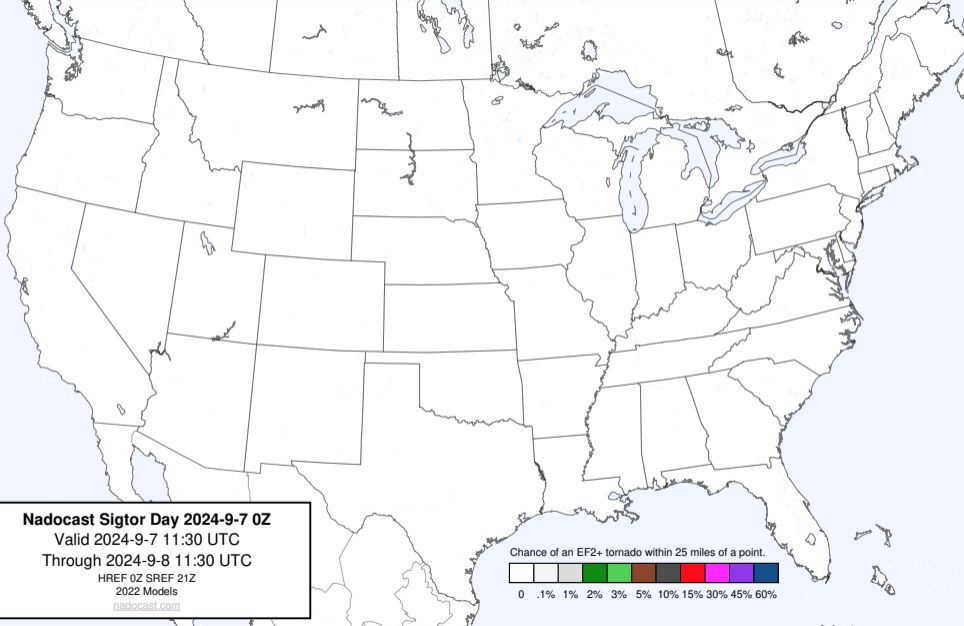 Nadocast Sigtor Day 2024-9-7 0Z
Valid 2024-9-7 11:30 UTC
Through 2024-9-8 11:30 UTC
HREF 0Z SREF 21Z
2022 Models
nadocast.com
Chance of an EF2+ tornado within 25 miles of a point.
0 .1% 1% 2% 3% 5% 10% 15% 30% 45% 60%